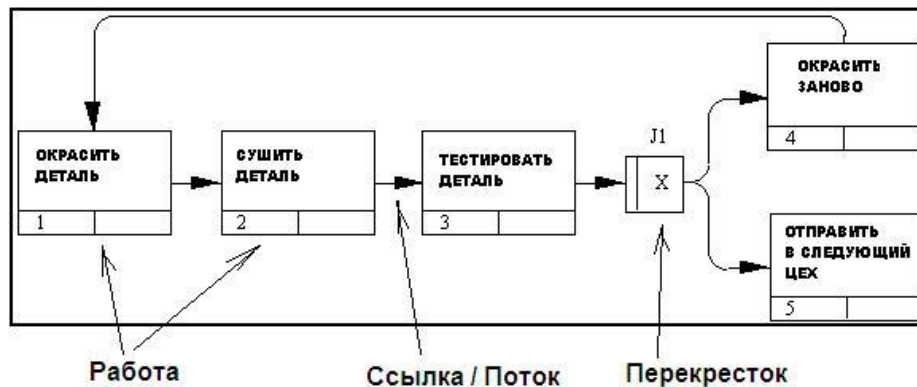 ОКРАСИТЬ
ЗАНОВО
4
J1
ОКРАСИТЬ
ДЕТАЛЬ
1
СУШИТЬ
ДЕТАЛЬ
2
ТЕСТИРОВАТЬ
ДЕТАЛЬ
3
X
ОТПРАВИТЬ
В СЛЕДУЮЩИЙ
ЦЕХ
5
Работа
Ссылка / Поток
Перекресток